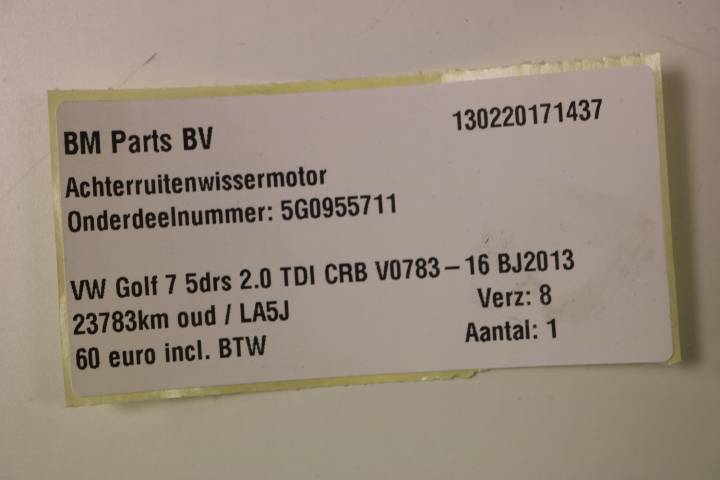 BM Parts BV 130220171437
Achterruitenwissermotor
Onderdeelnummer: 5G0955711
VW Golf 7 5drs 2.0 TDI CRB V0783-16 BJ2013
23783km oud / LA5J Verz: 8
60 euro incl. BTW Aantal: 1